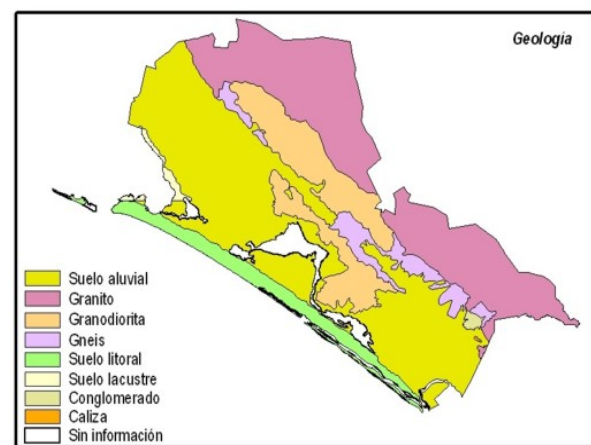 Geología
Suelo aluvial
Granito
Granodiorita
Gneis
Suelo litoral
Suelo lacustre
Conglomerado
Caliza
Sin información